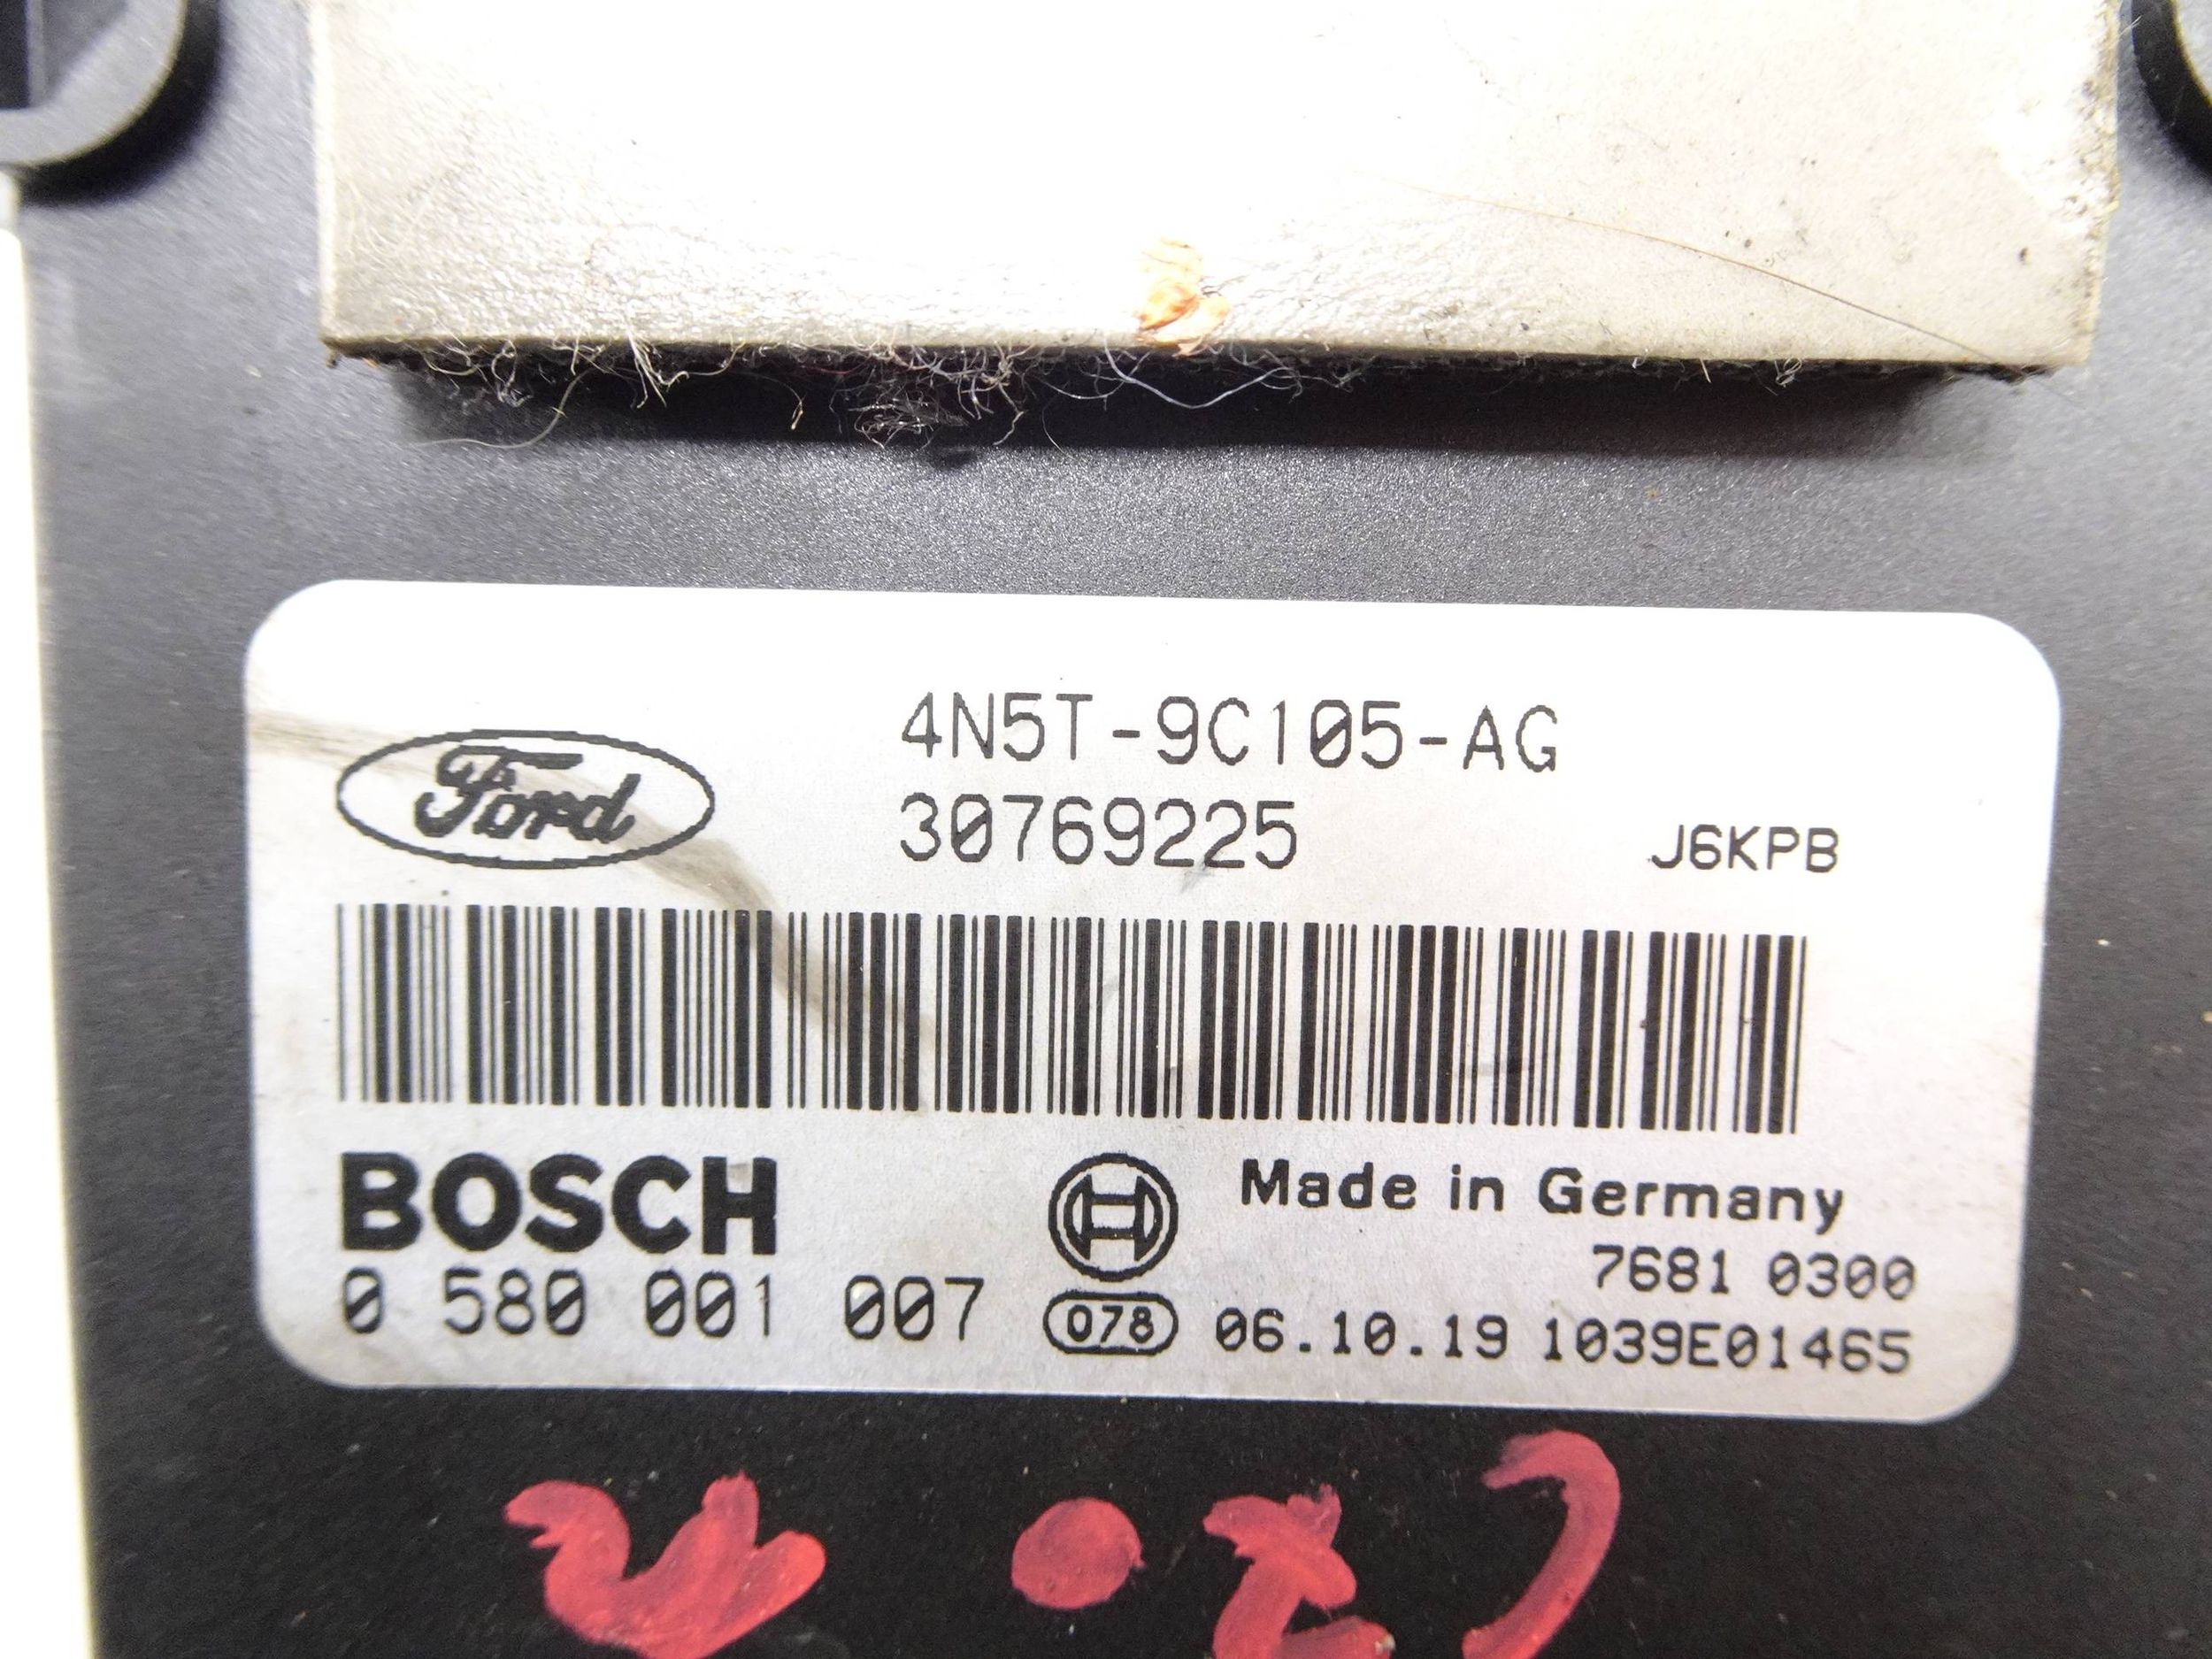 4N5T-9C105-AG
Ford
30769225
J6KPB
BOSCH
Made in Germany
7681 0300
0 580 001 007
078
06.10.19 1039E01465